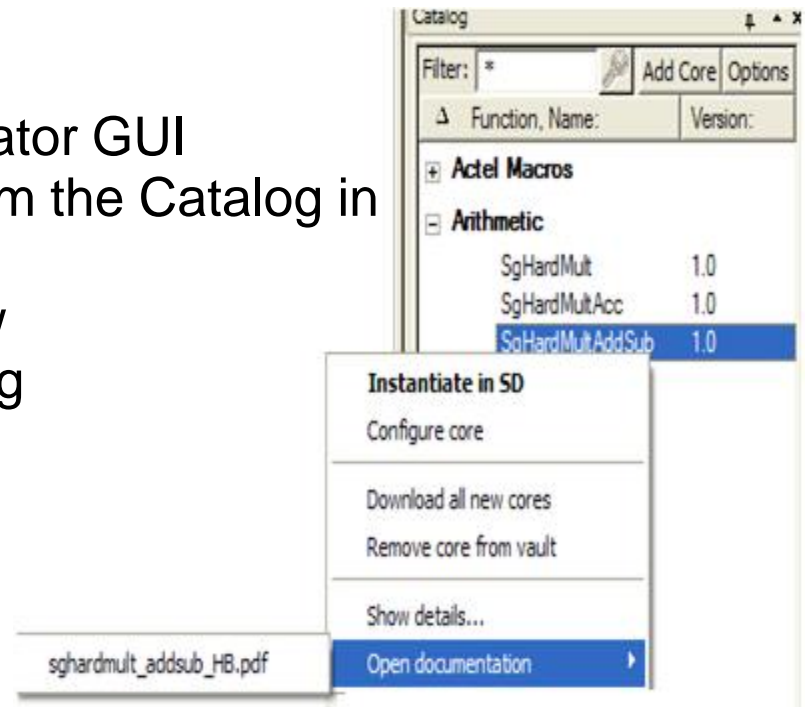 Catalog
Filter: * Add Core Options
Δ Function, Name: Version:
ator GUI
m the Catalog in
Actel Macros
Arithmetic
SgHardMult 1.0
SgHardMultAcc 1.0
SgHardMultAddSub 1.0
g
Instantiate in SD
Configure core
Download all new cores
Remove core from vault
Show details...
Open documentation
sghardmult_addsub_HB.pdf